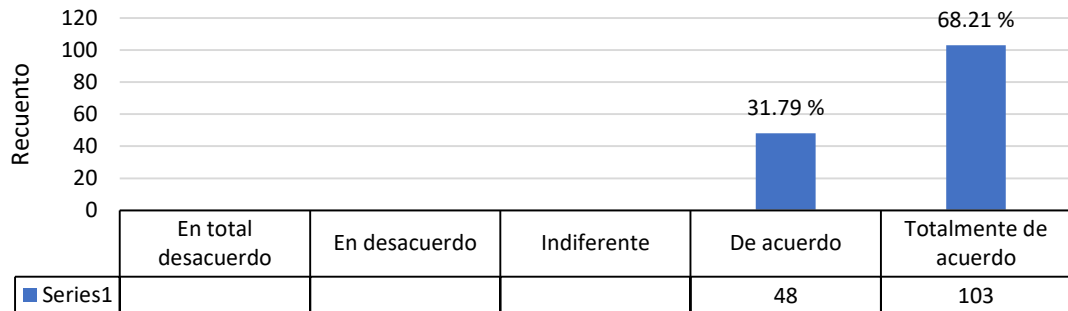 120
100
80
60
40
20
0
Recuento
31.79 %
68.21 %
En total desacuerdo
En desacuerdo
Indiferente
De acuerdo
Totalmente de acuerdo
Series1
48
103